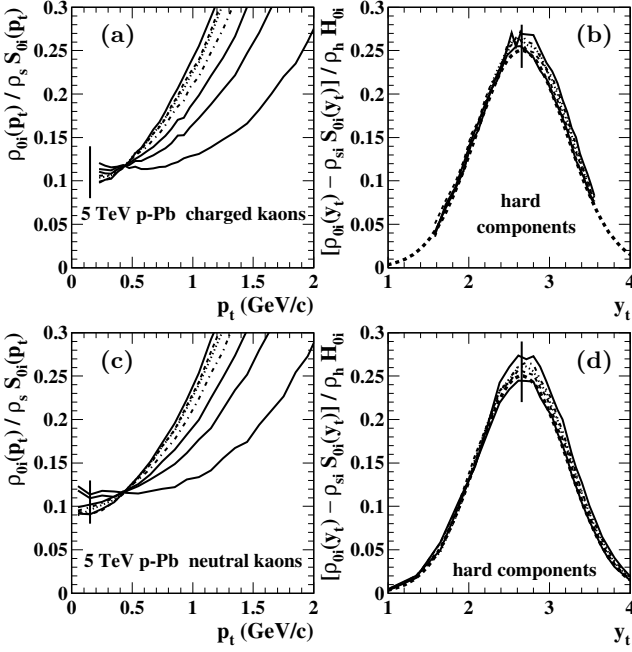 ρ0i(pt) / ρs S0i(pt)
0.3
0.25
0.2
0.15
0.1
0.05
0
(a)
5 TeV p-Pb charged kaons
0 0.5 1 1.5 2
pt (GeV/c)
[ρ0i(yt) − ρsi S0i(yt)] / ρh H0i
0.3
0.25
0.2
0.15
0.1
0.05
0
(b)
hard
components
1 2 3 4
yt
ρ0i(pt) / ρs S0i(pt)
0.3
0.25
0.2
0.15
0.1
0.05
0
(c)
5 TeV p-Pb neutral kaons
0 0.5 1 1.5 2
pt (GeV/c)
[ρ0i(yt) − ρsi S0i(yt)] / ρh H0i
0.3
0.25
0.2
0.15
0.1
0.05
0
(d)
hard components
1 2 3 4
yt